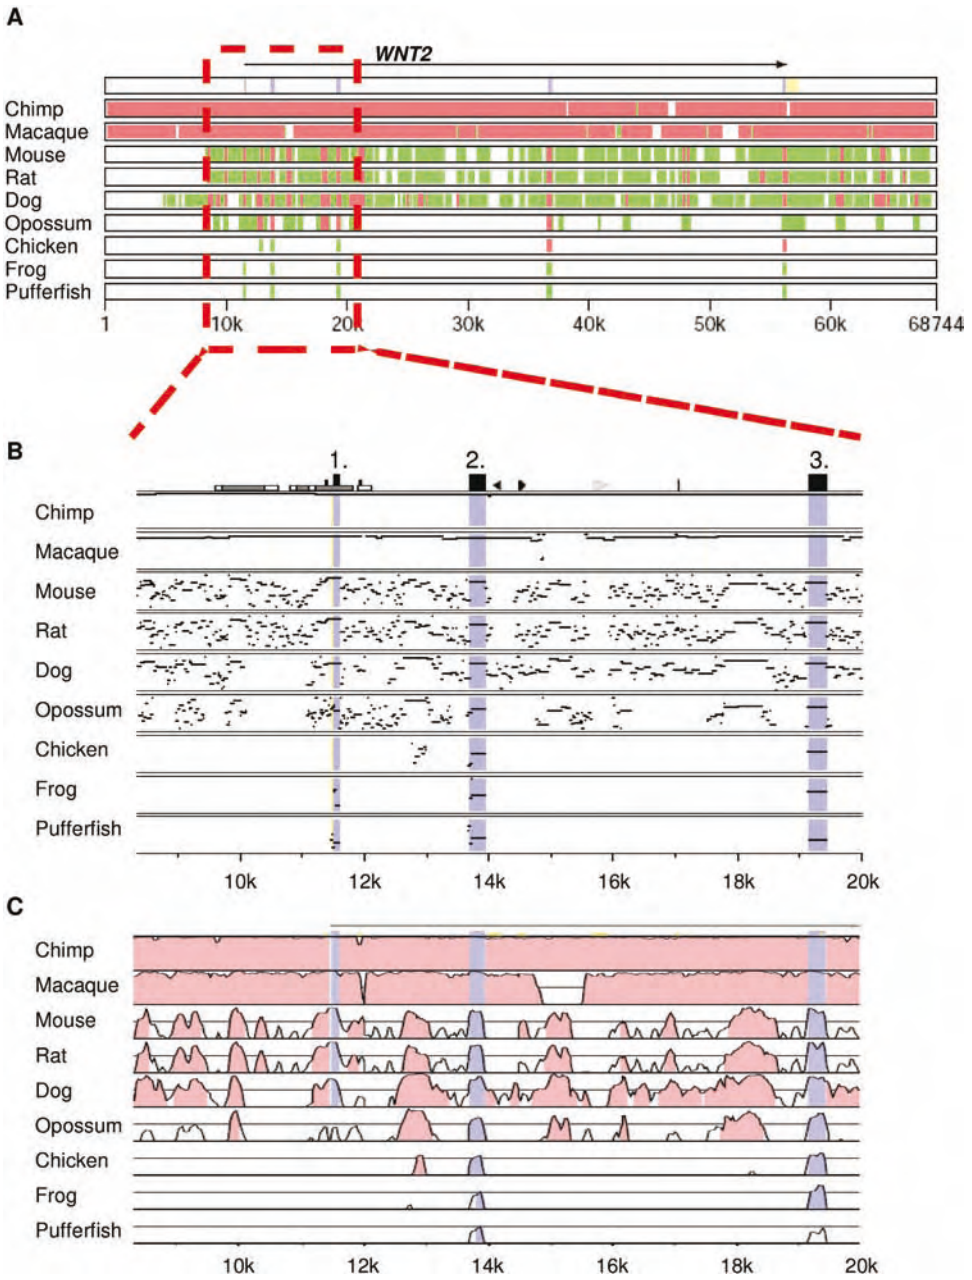 A
WNT2
Chimp
Macaque
Mouse
Rat
Dog
Opossum
Chicken
Frog
Pufferfish
1 10k 20k 30k 40k 50k 60k 68744
B
1. 2. 3.
Chimp
Macaque
Mouse
Rat
Dog
Opossum
Chicken
Frog
Pufferfish
10k 12k 14k 16k 18k 20k
C
Chimp
Macaque
Mouse
Rat
Dog
Opossum
Chicken
Frog
Pufferfish
10k 12k 14k 16k 18k 20k